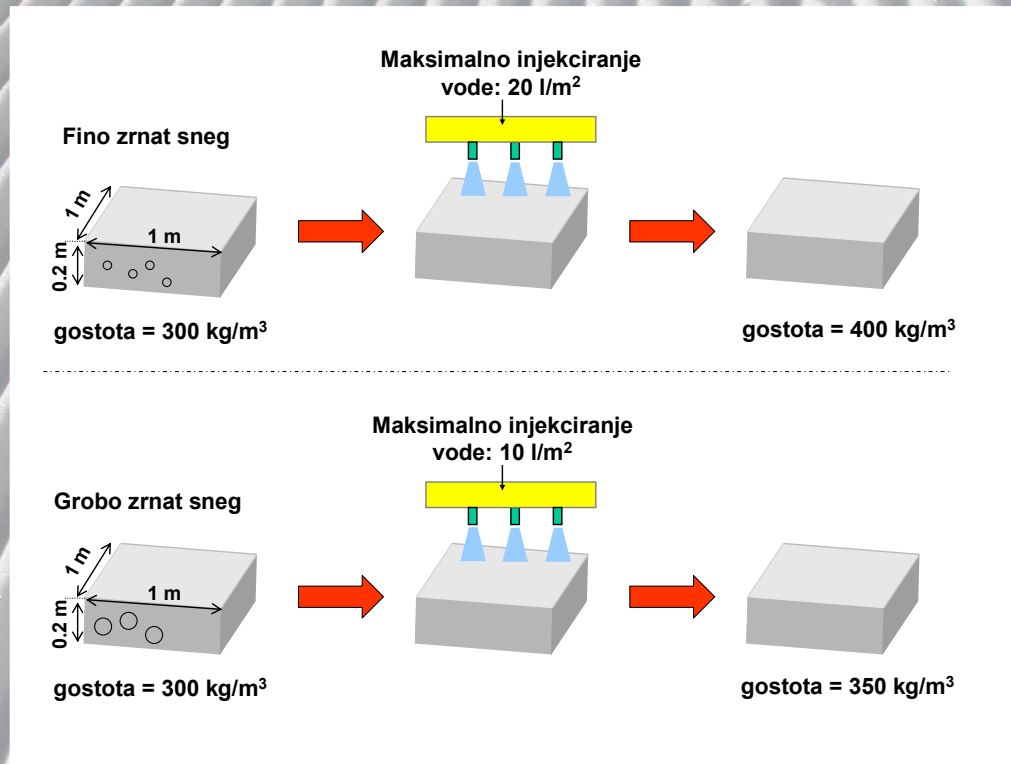 Maksimalno injekciranje
vode: 20 l/m²
Fino zrnat sneg
1 m
1 m
0.2 m
gostota = 300 kg/m³
gostota = 400 kg/m³
Maksimalno injekciranje
vode: 10 l/m²
Grobo zrnat sneg
1 m
1 m
0.2 m
gostota = 300 kg/m³
gostota = 350 kg/m³